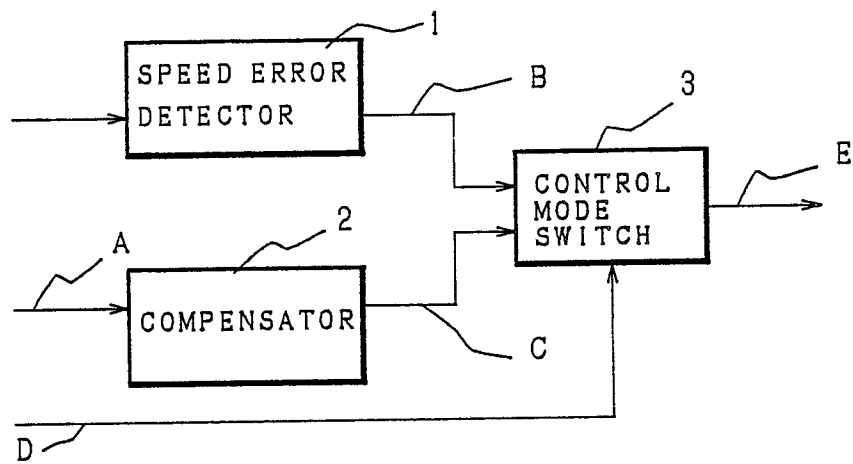 1
SPEED ERROR
DETECTOR
B
3
CONTROL
MODE
SWITCH
E
A
2
COMPENSATOR
C
D